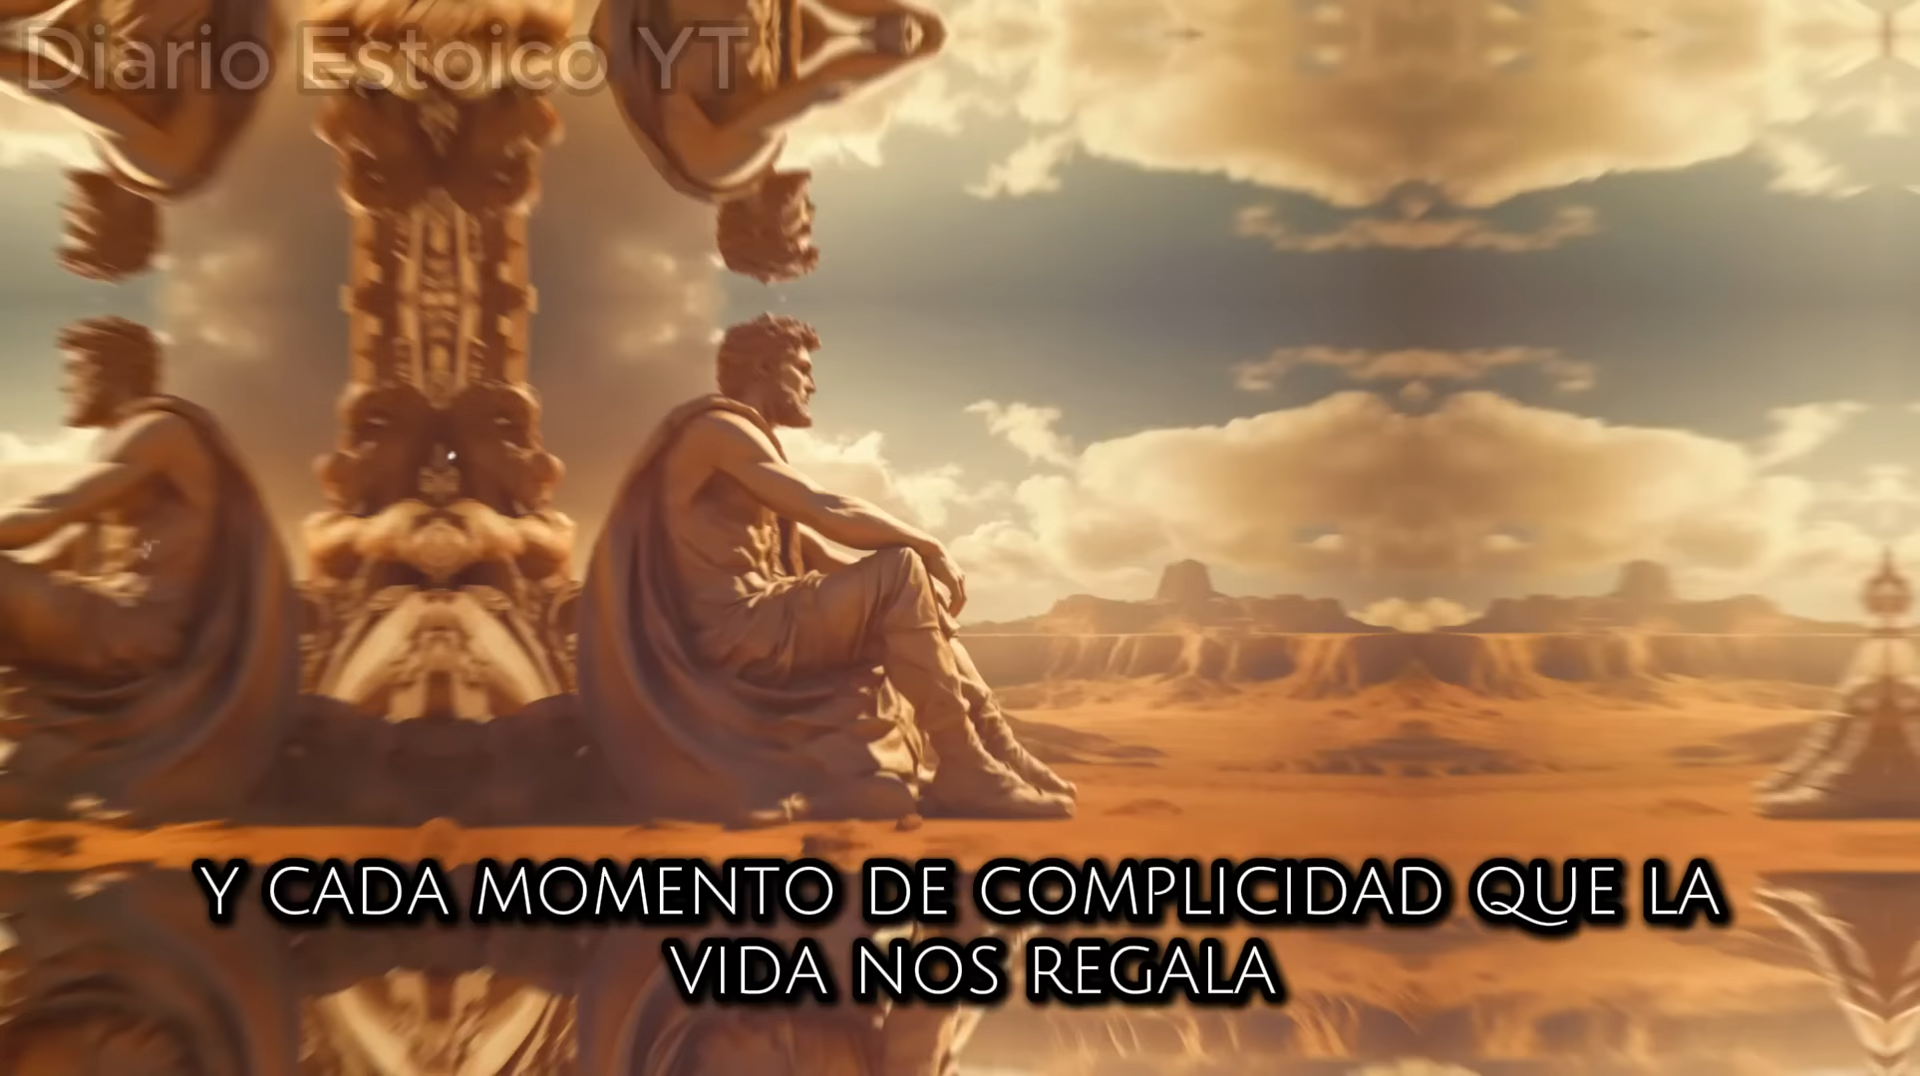 Diario Estoico YT
Y CADA MOMENTO DE COMPLICIDAD QUE LA
VIDA NOS REGALA